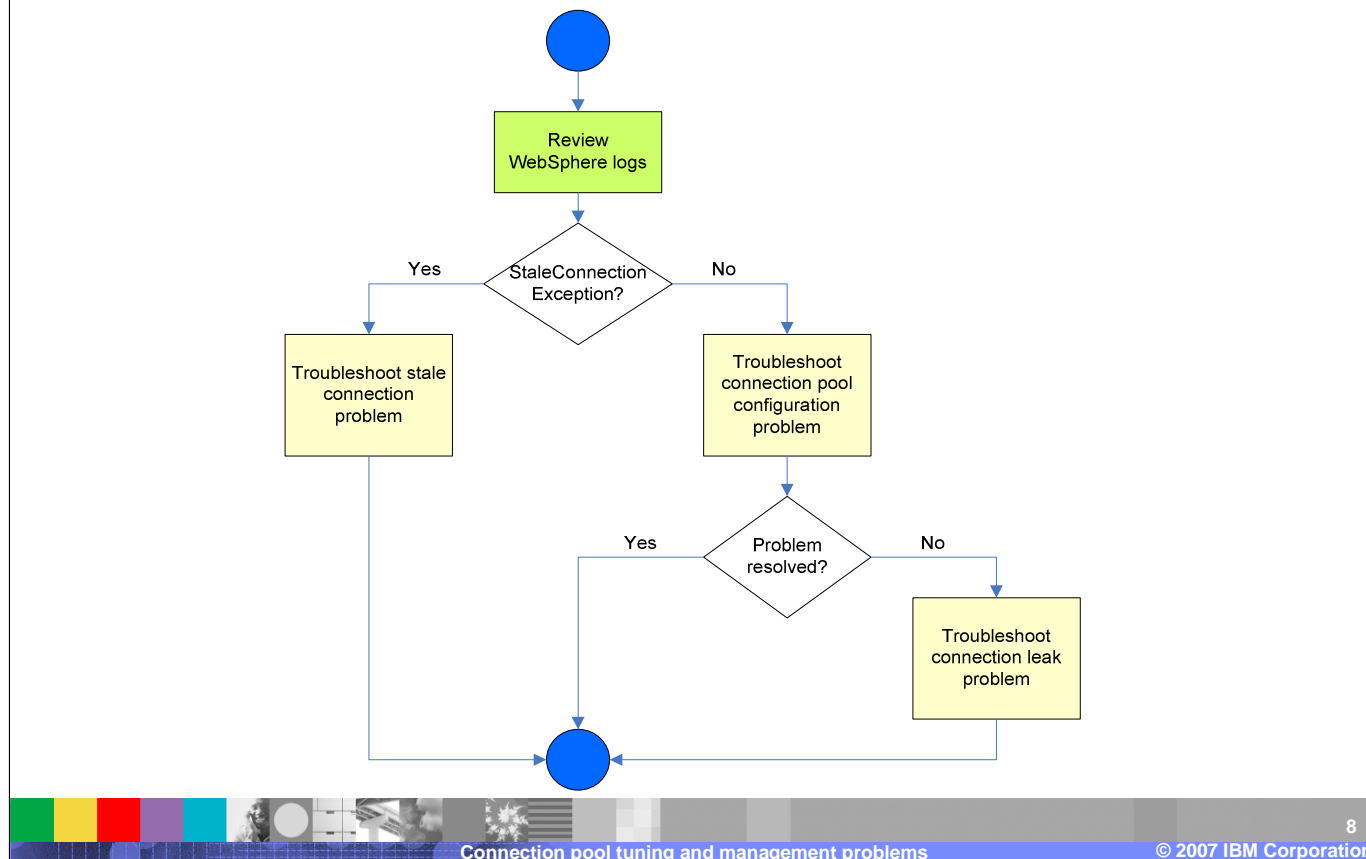 Review
WebSphere logs
StaleConnection
Exception?
Yes
No
Troubleshoot stale
connection
problem
Troubleshoot
connection pool
configuration
problem
Problem
resolved?
Yes
No
Troubleshoot
connection leak
problem
8
Connection pool tuning and management problems
© 2007 IBM Corporation